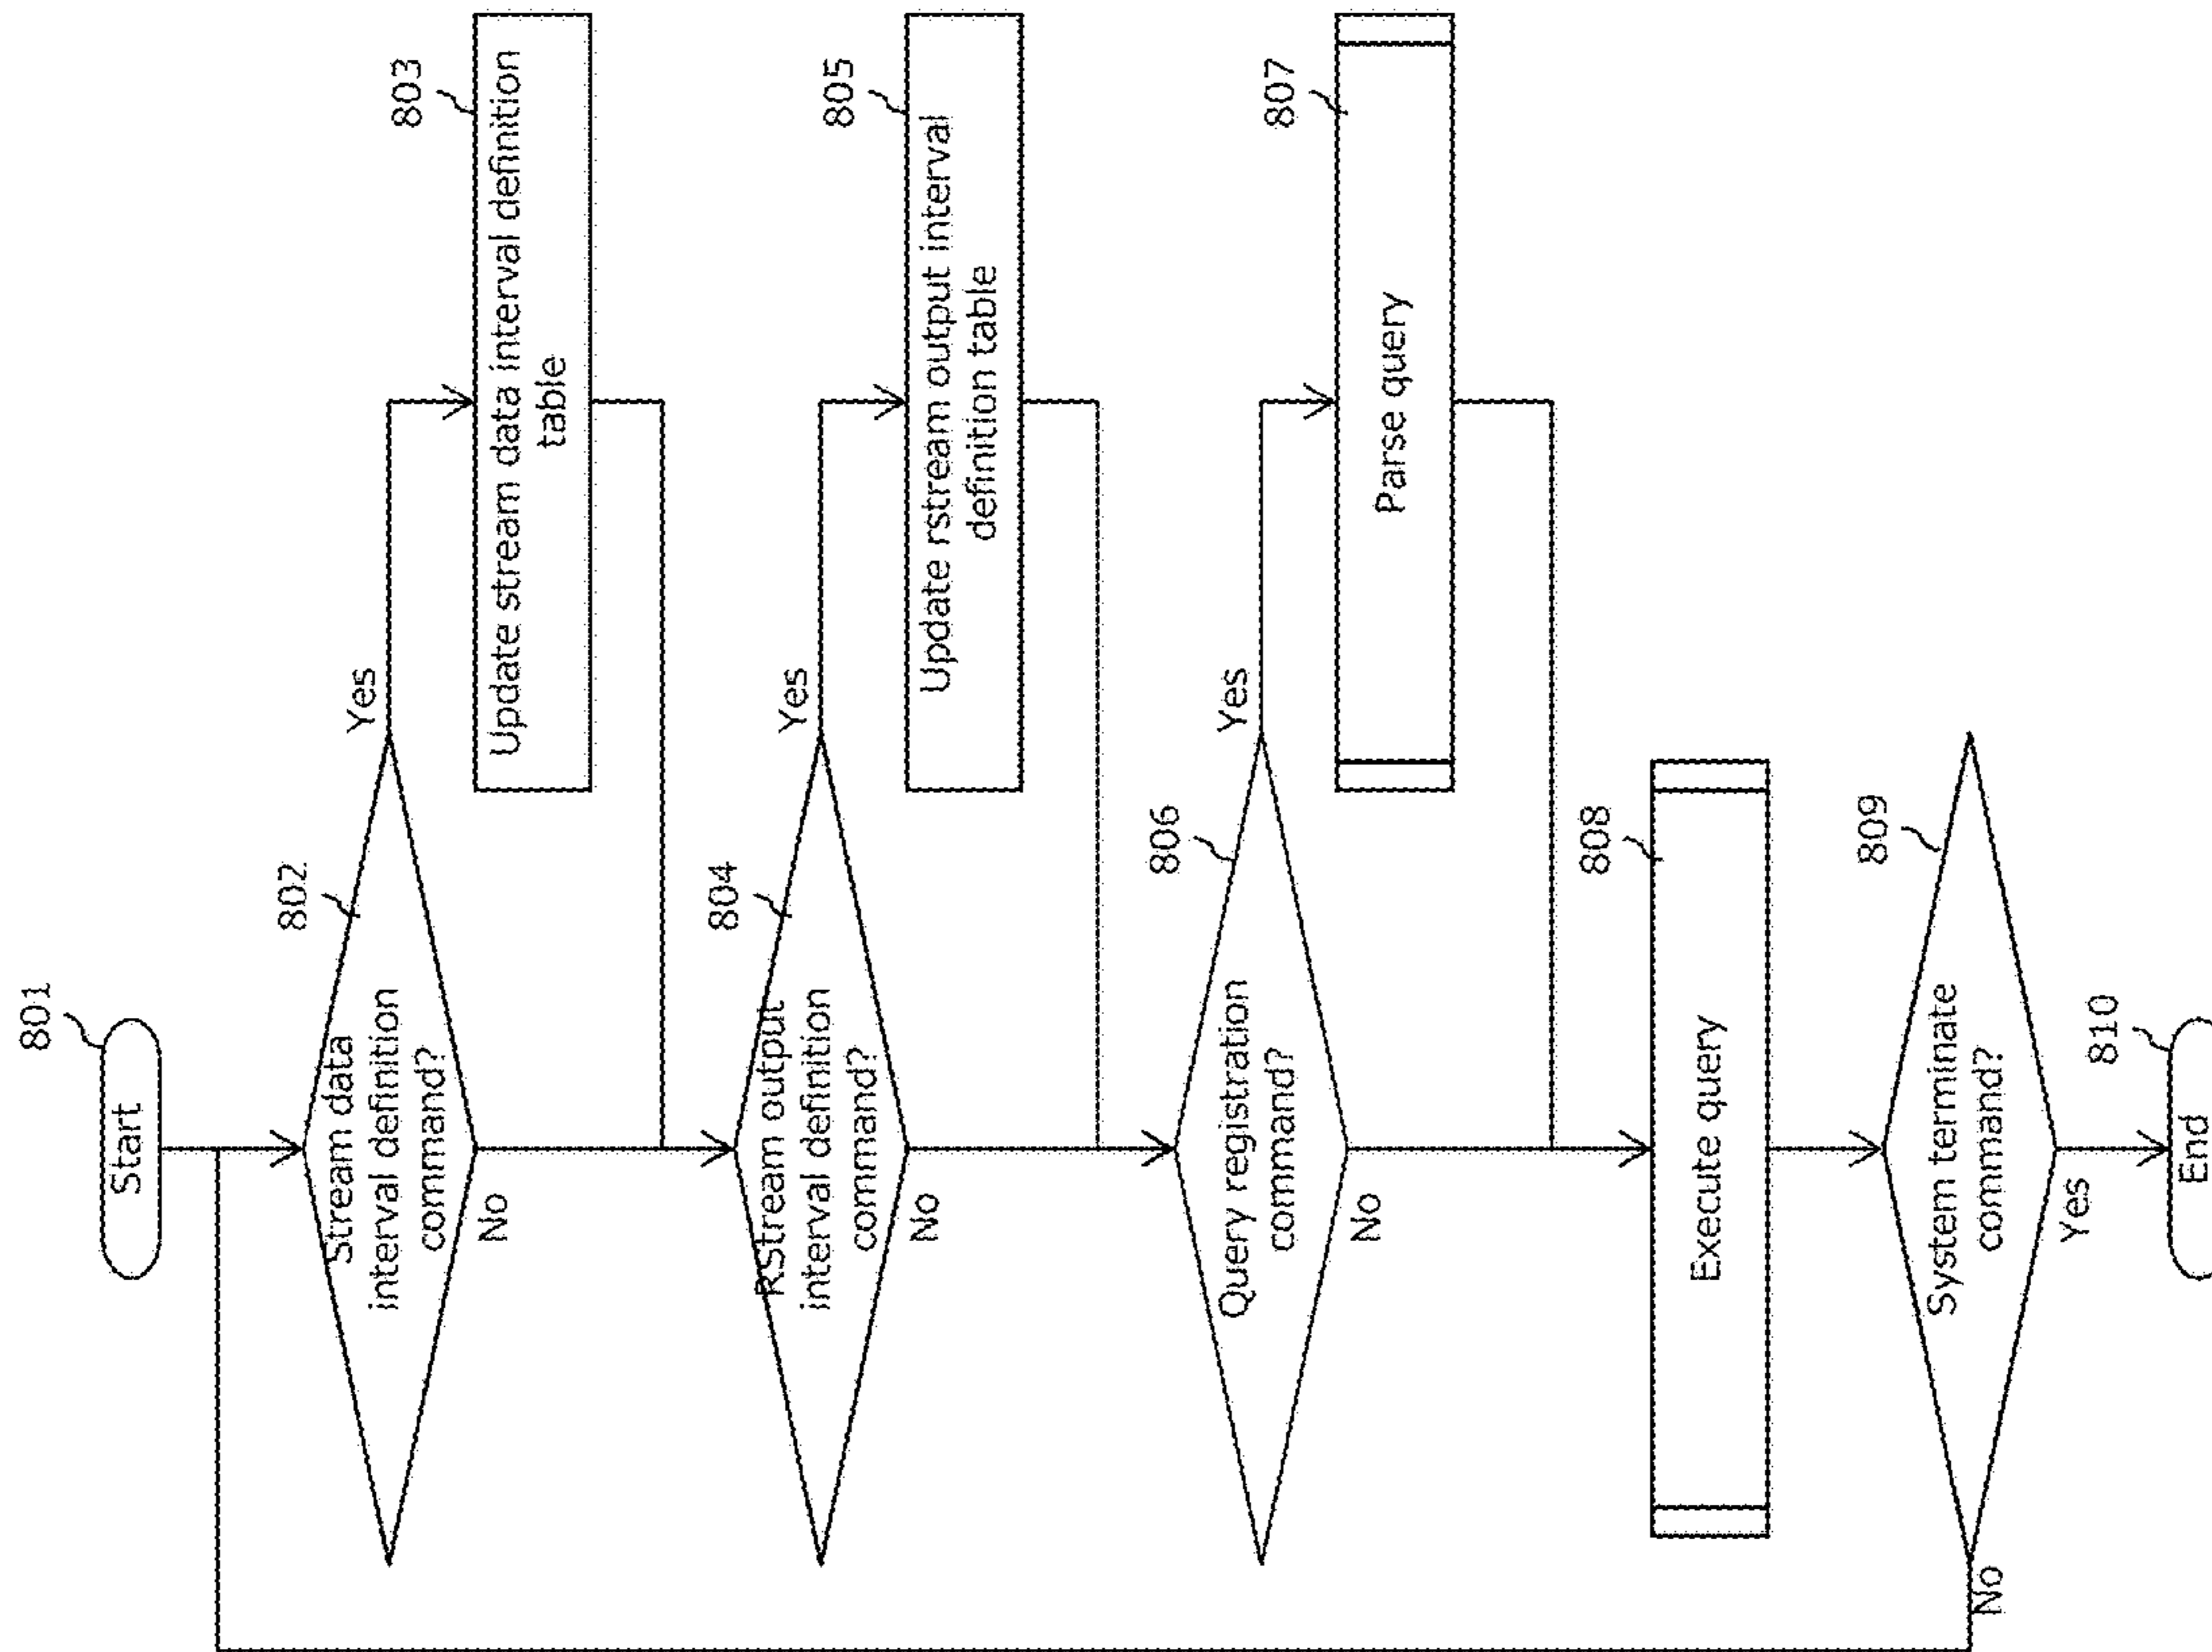 801
Start
802
Stream data
interval definition
command?
Yes
No
803
Update stream data interval definition
table
804
RStream output
interval definition
command?
Yes
No
805
Update rstream output interval
definition table
806
Query registration
command?
Yes
No
807
Parse query
808
Execute query
809
System terminate
command?
No
Yes
810
End